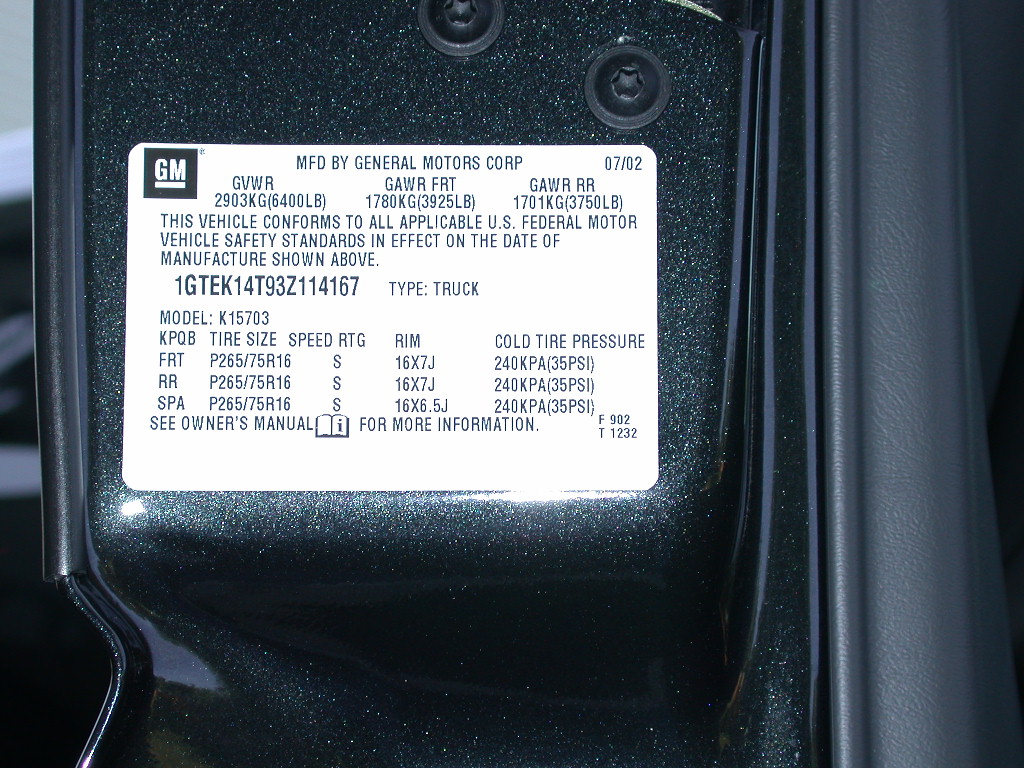 GM ®
MFD BY GENERAL MOTORS CORP 07/02
GVWR GAWR FRT GAWR RR
2903KG(6400LB) 1780KG(3925LB) 1701KG(3750LB)
THIS VEHICLE CONFORMS TO ALL APPLICABLE U.S. FEDERAL MOTOR
VEHICLE SAFETY STANDARDS IN EFFECT ON THE DATE OF
MANUFACTURE SHOWN ABOVE.
1GTEK14T93Z114167 TYPE: TRUCK
MODEL: K15703
KPQB TIRE SIZE SPEED RTG RIM COLD TIRE PRESSURE
FRT P265/75R16 S 16X7J 240KPA(35PSI)
RR P265/75R16 S 16X7J 240KPA(35PSI)
SPA P265/75R16 S 16X6.5J 240KPA(35PSI)
SEE OWNER'S MANUAL i FOR MORE INFORMATION. F 902
T 1232